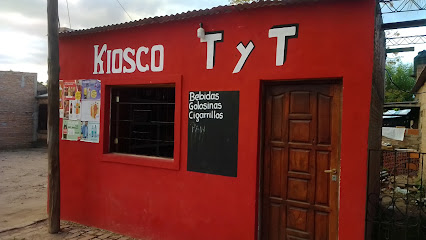 KIOSCO T y T
Bebidas
Golosinas
Cigarrillos